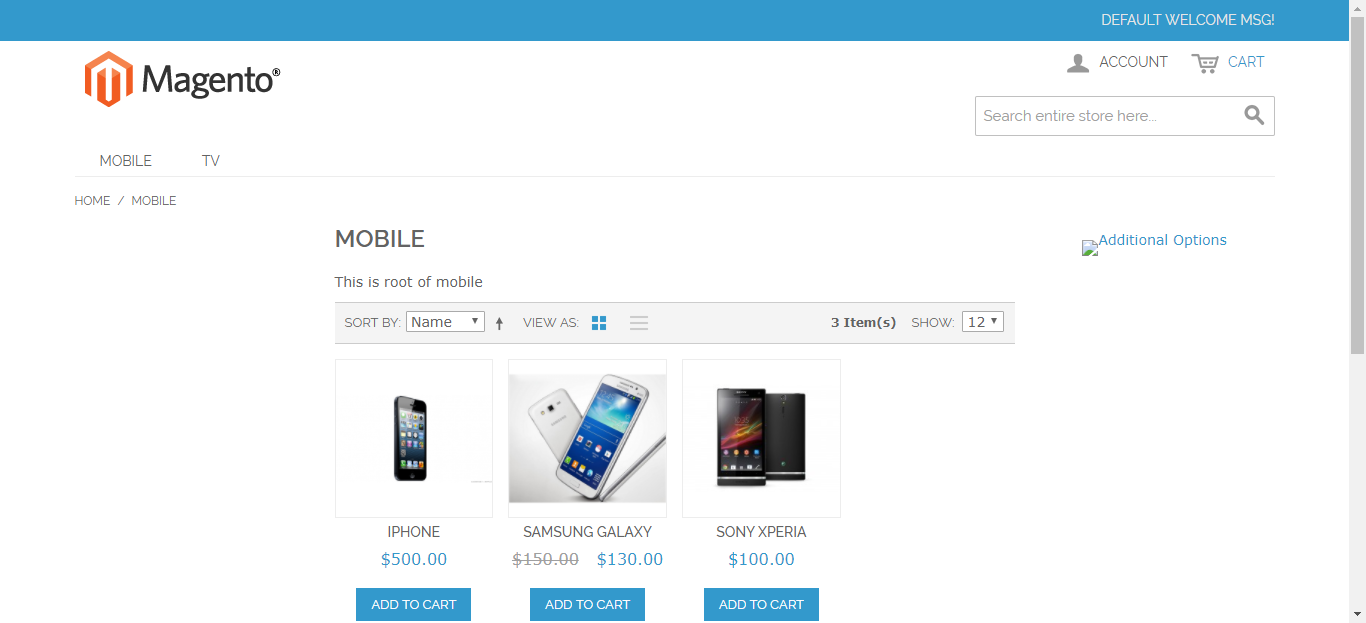 DEFAULT WELCOME MSG!
Magento®
ACCOUNT
CART
Search entire store here...
MOBILE
TV
HOME / MOBILE
MOBILE
Additional Options
This is root of mobile
SORT BY: Name VIEW AS: 3 Item(s) SHOW: 12
IPHONE
$500.00
ADD TO CART
SAMSUNG GALAXY
$150.00 $130.00
ADD TO CART
SONY XPERIA
$100.00
ADD TO CART